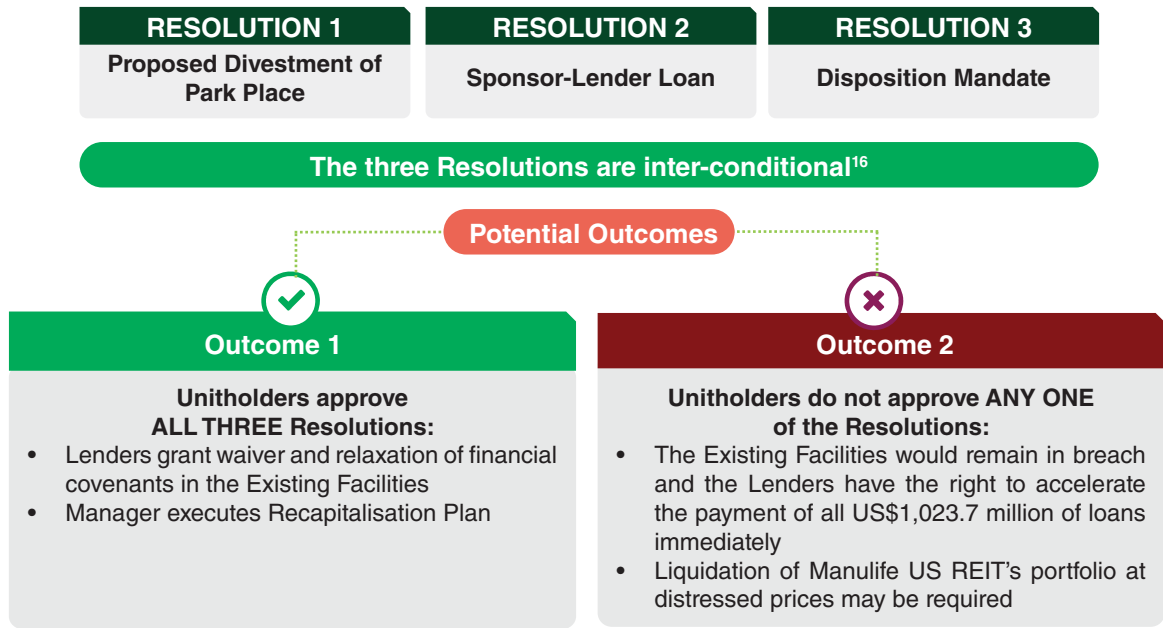 RESOLUTION 1
Proposed Divestment of
Park Place
RESOLUTION 2
Sponsor-Lender Loan
RESOLUTION 3
Disposition Mandate
The three Resolutions are inter-conditional16
Potential Outcomes
Outcome 1
Unitholders approve
ALL THREE Resolutions:
• Lenders grant waiver and relaxation of financial
covenants in the Existing Facilities
• Manager executes Recapitalisation Plan
Outcome 2
Unitholders do not approve ANY ONE
of the Resolutions:
• The Existing Facilities would remain in breach
and the Lenders have the right to accelerate
the payment of all US$1,023.7 million of loans
immediately
• Liquidation of Manulife US REIT’s portfolio at
distressed prices may be required